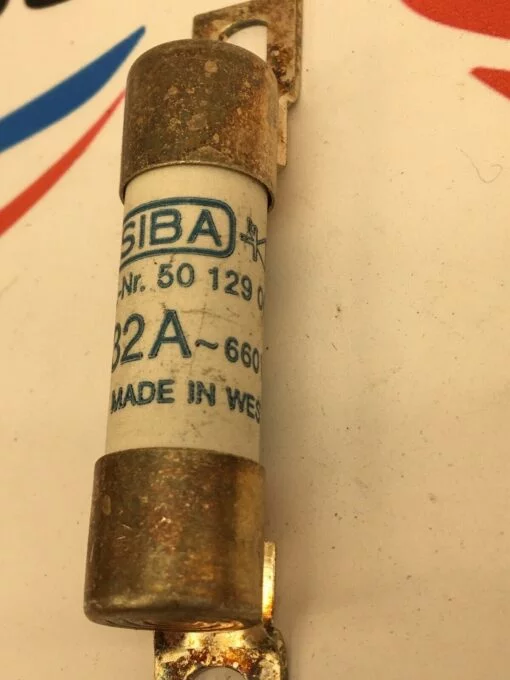 SIBA
-Nr. 50 129 0
32A ~ 660
MADE IN WES